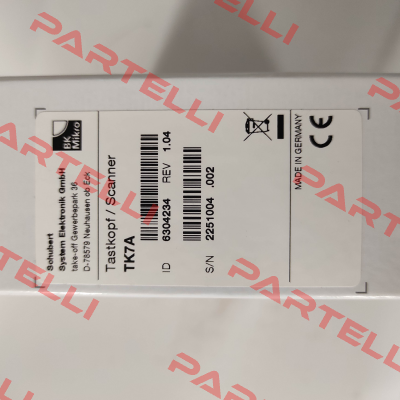 PARTELLI
BK
Mikro
Schubert
System Elektronik GmbH
take-off Gewerbepark 36
D-78579 Neuhausen ob Eck
Tastkopf / Scanner
TK7A
ID 6304234 REV 1.04
S/N 2251004 .002
MADE IN GERMANY
CE
PARTELLI
PARTELLI
PARTELLI
PARTELLI